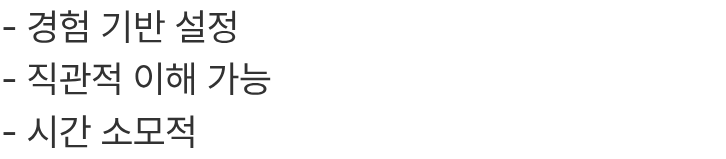 - 경험 기반 설정
- 직관적 이해 가능
- 시간 소모적